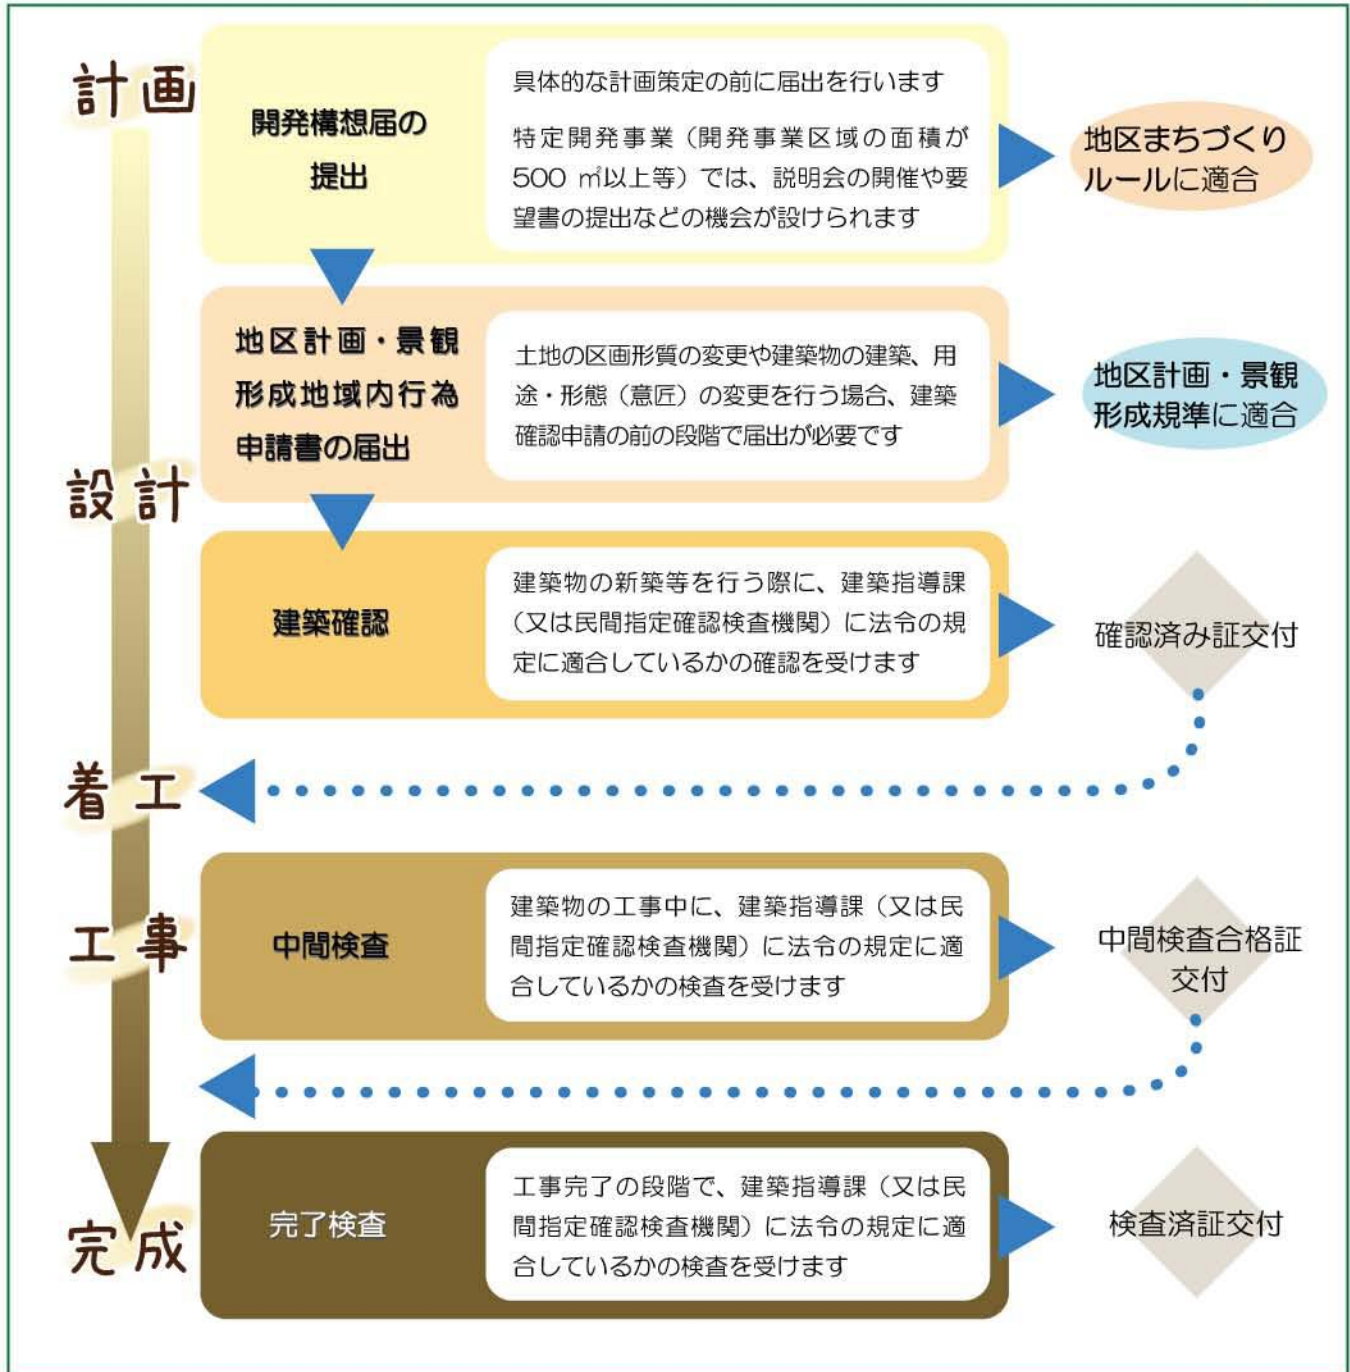 計画
開発構想届の
提出
具体的な計画策定の前に届出を行います
特定開発事業(開発事業区域の面積が
500 ㎡以上等)では、説明会の開催や要
望書の提出などの機会が設けられます
地区まちづくり
ルールに適合
地区計画・景観
形成地域内行為
申請書の届出
土地の区画形質の変更や建築物の建築、用
途・形態(意匠)の変更を行う場合、建築
確認申請の前の段階で届出が必要です
地区計画・景観
形成規準に適合
設計
建築確認
建築物の新築等を行う際に、建築指導課
(又は民間指定確認検査機関)に法令の規
定に適合しているかの確認を受けます
確認済み証交付
着工
工事
中間検査
建築物の工事中に、建築指導課(又は民
間指定確認検査機関)に法令の規定に適
合しているかの検査を受けます
中間検査合格証
交付
完成
完了検査
工事完了の段階で、建築指導課(又は民
間指定確認検査機関)に法令の規定に適
合しているかの検査を受けます
検査済証交付